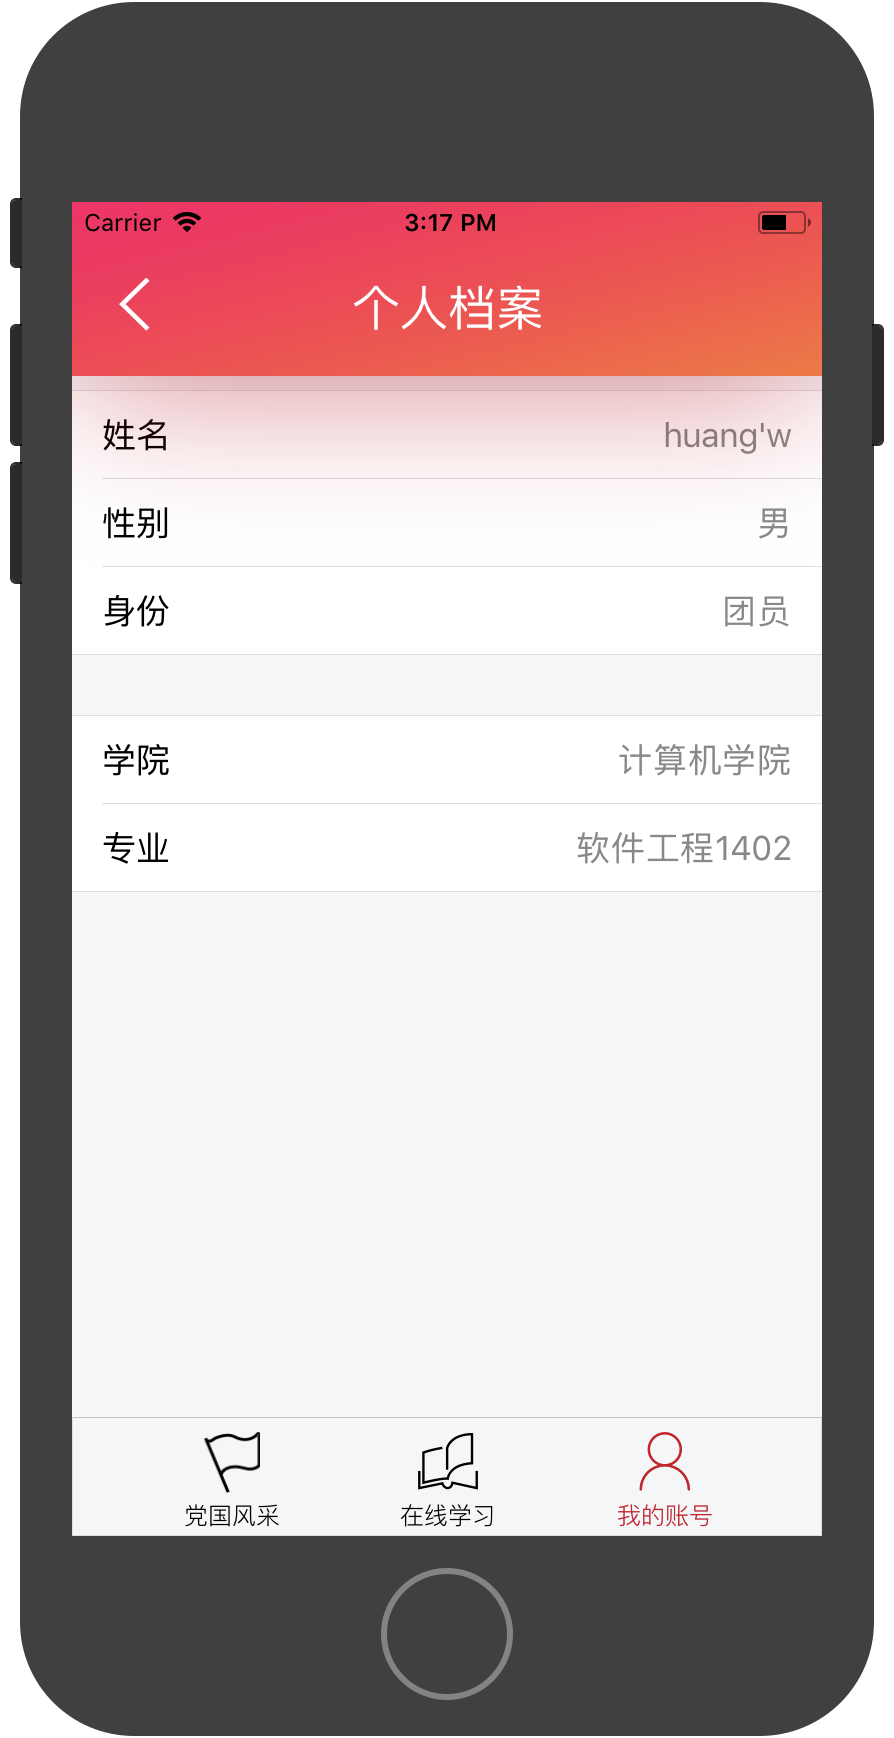 Carrier 3:17 PM
个人档案
姓名 huang'w
性别 男
身份 团员
学院 计算机学院
专业 软件工程1402
党国风采 在线学习 我的账号